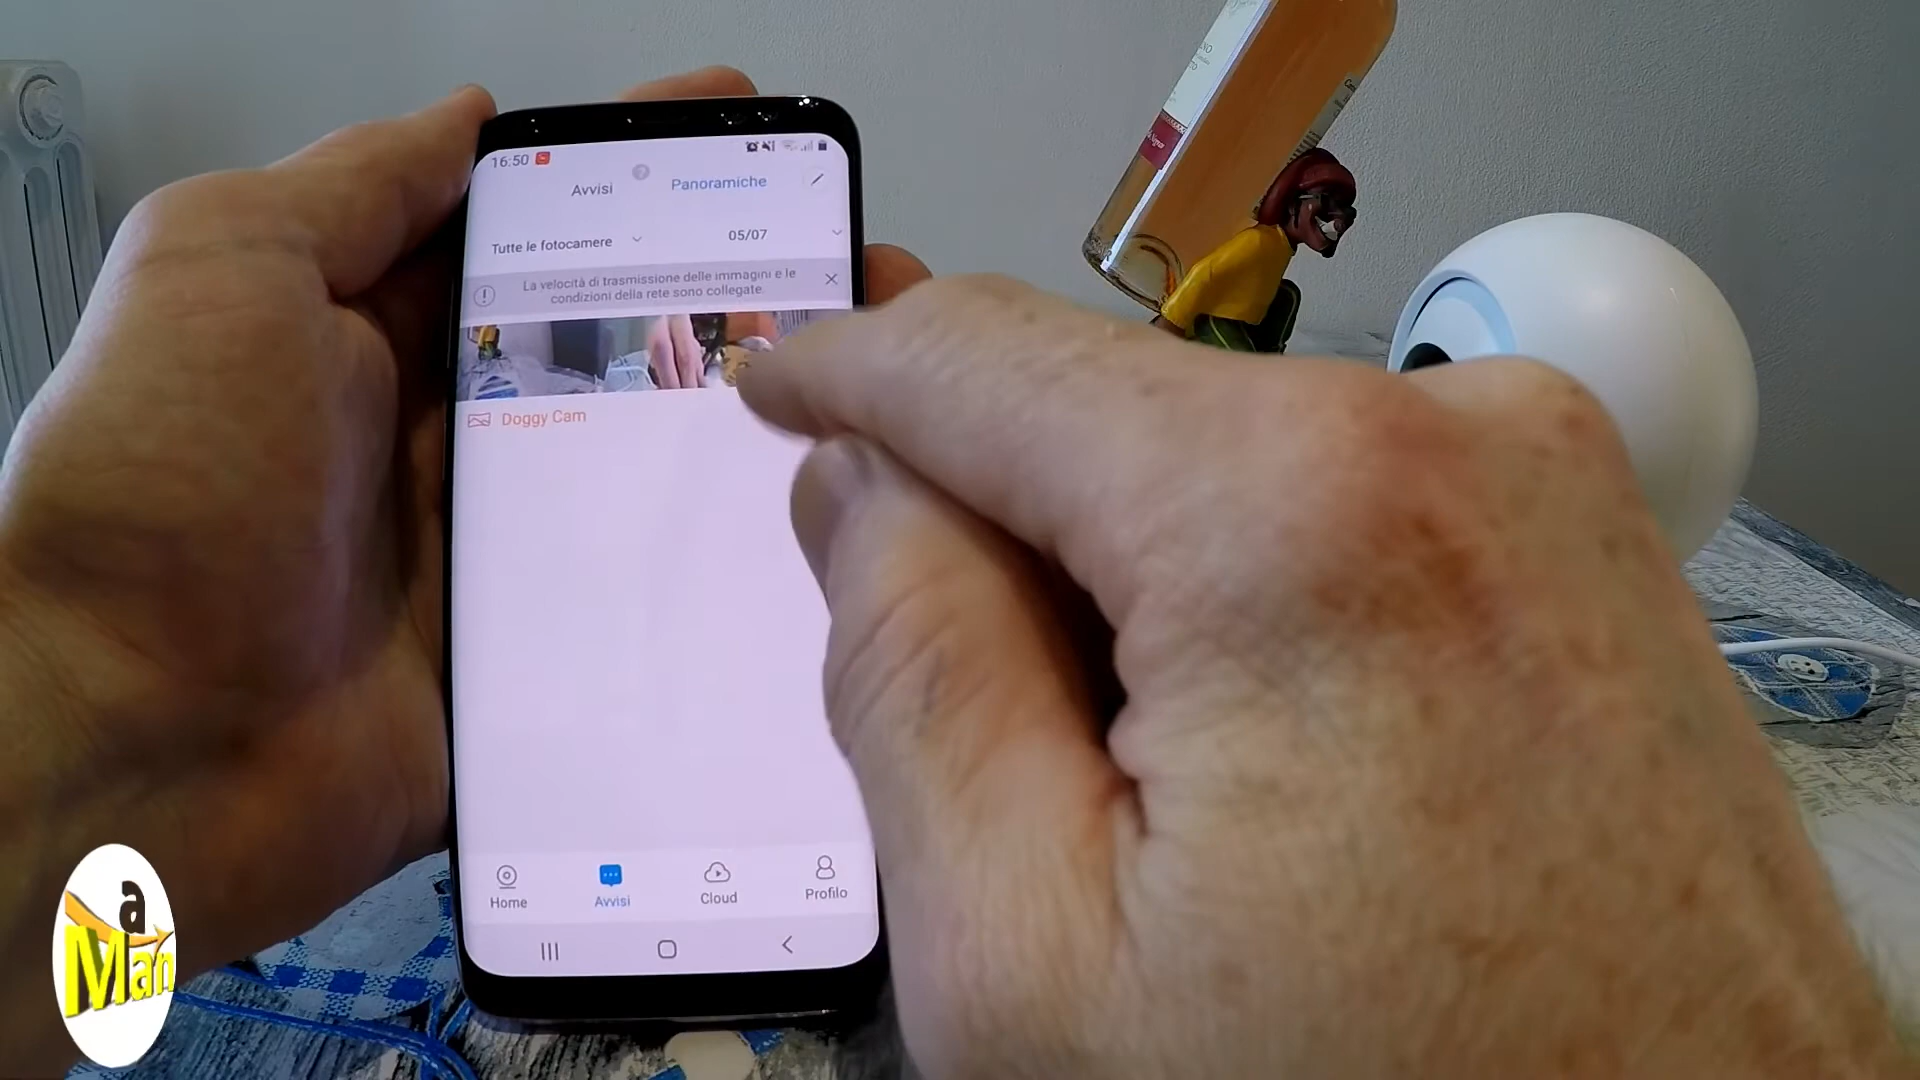 16:50
Avvisi
Panoramiche
Tutte le fotocamere
05/07
La velocità di trasmissione delle immagini e le
condizioni della rete sono collegate.
Doggy Cam
Home
Avvisi
Cloud
Profilo
a
Man